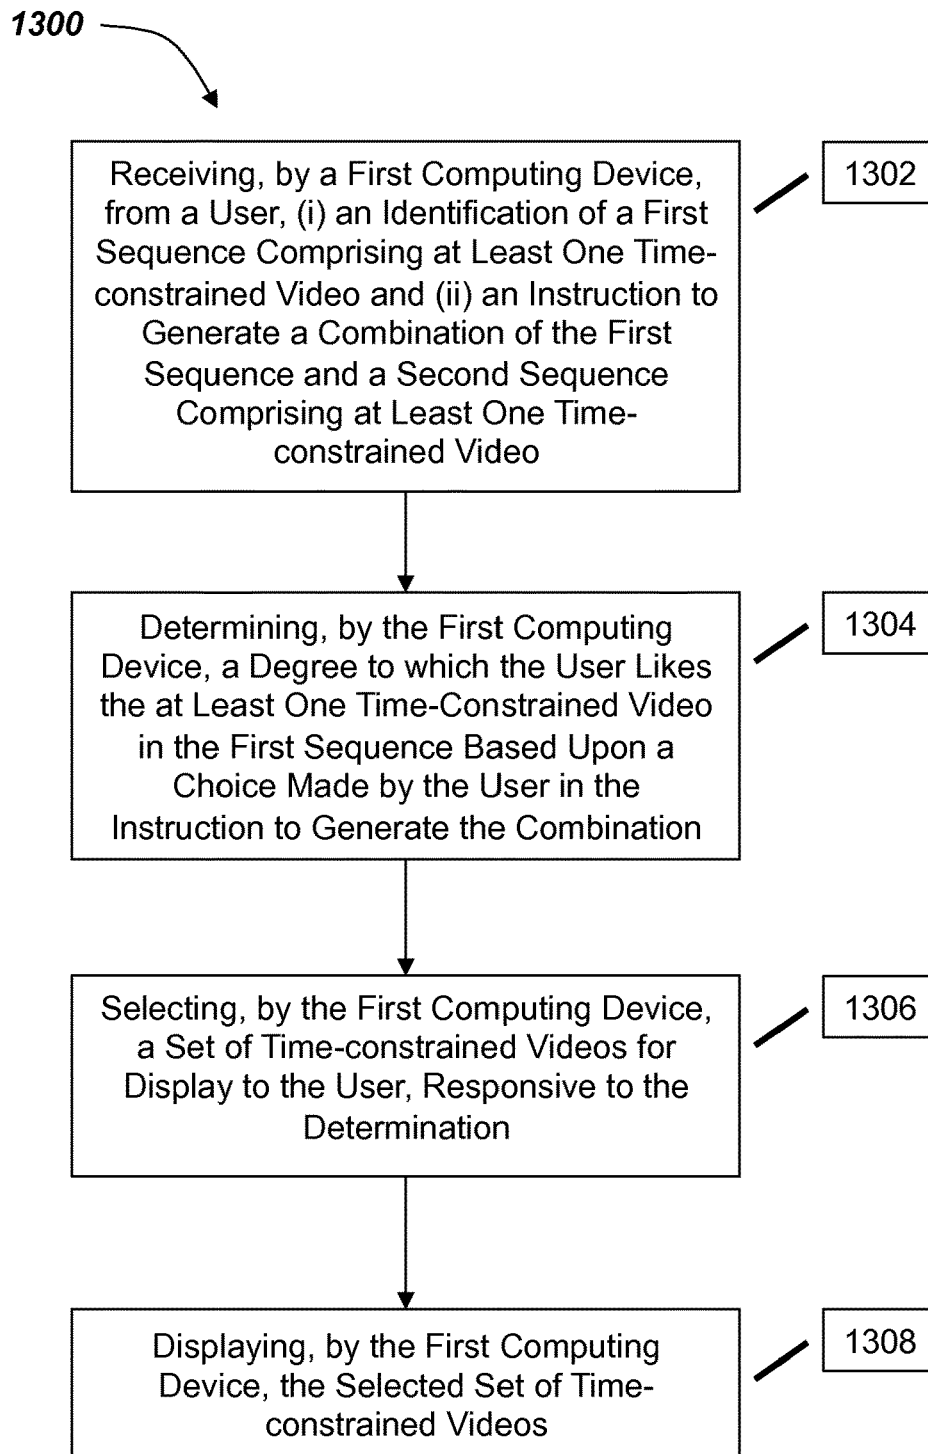 1300
Receiving, by a First Computing Device,
from a User, (i) an Identification of a First
Sequence Comprising at Least One Time-
constrained Video and (ii) an Instruction to
Generate a Combination of the First
Sequence and a Second Sequence
Comprising at Least One Time-
constrained Video
1302
Determining, by the First Computing
Device, a Degree to which the User Likes
the at Least One Time-Constrained Video
in the First Sequence Based Upon a
Choice Made by the User in the
Instruction to Generate the Combination
1304
Selecting, by the First Computing Device,
a Set of Time-constrained Videos for
Display to the User, Responsive to the
Determination
1306
Displaying, by the First Computing
Device, the Selected Set of Time-
constrained Videos
1308